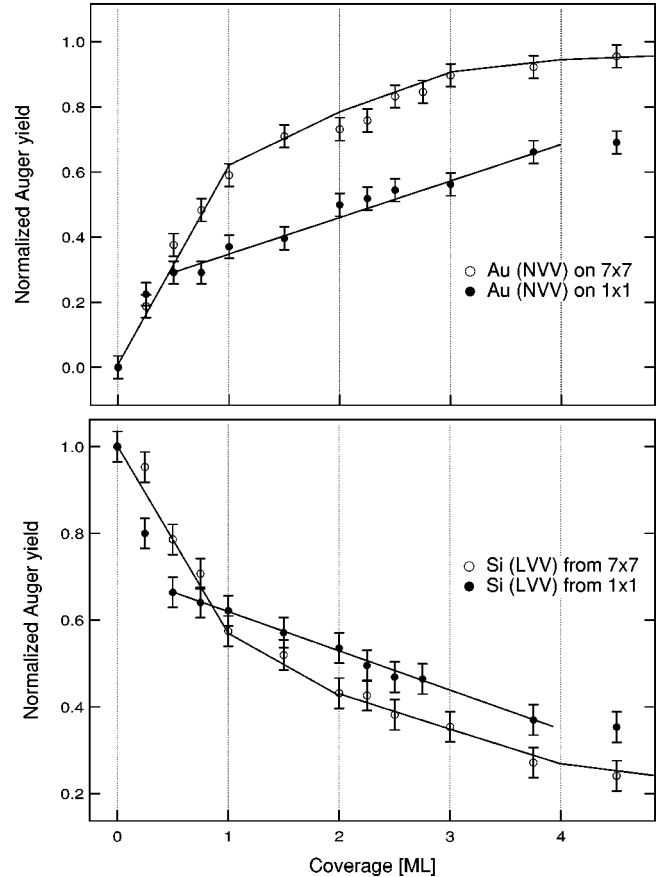 1.0
0.8
0.6
0.4
0.2
0.0
Normalized Auger yield
Au (NVV) on 7x7
Au (NVV) on 1x1
1.0
0.8
0.6
0.4
0.2
Normalized Auger yield
Si (LVV) from 7x7
Si (LVV) from 1x1
0 1 2 3 4
Coverage [ML]